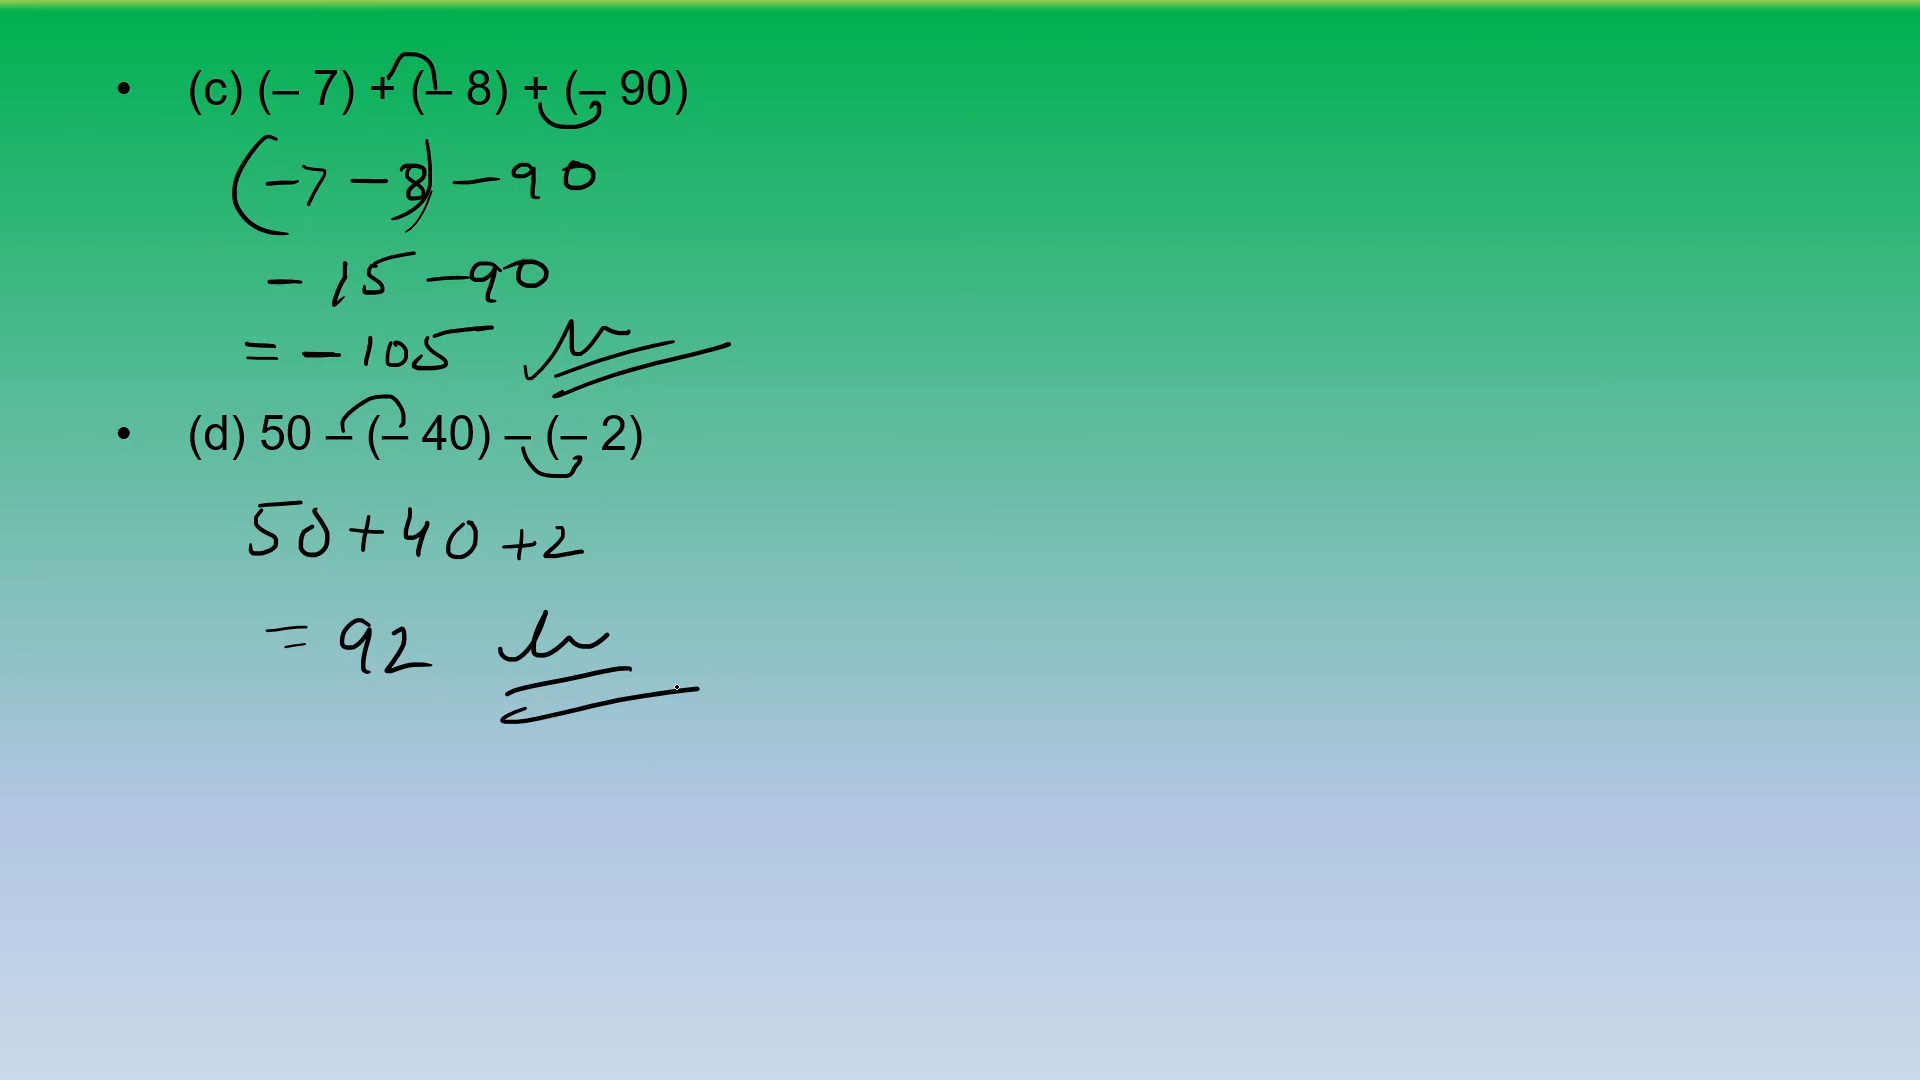 • (c) (– 7) + (– 8) + (– 90)
(-7 - 8) - 90
- 15 - 90
= - 105
• (d) 50 – (– 40) – (– 2)
50 + 40 + 2
= 92